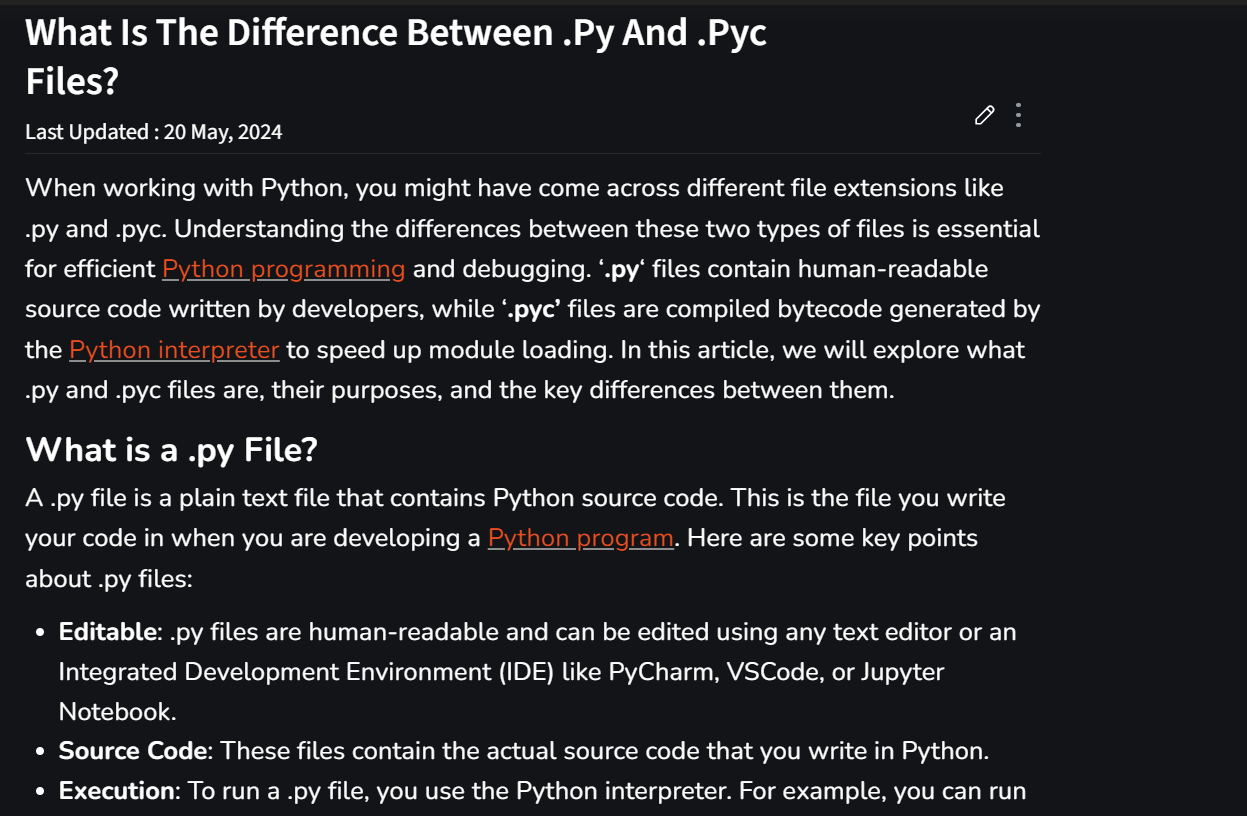 What Is The Difference Between .Py And .Pyc
Files?
Last Updated : 20 May, 2024
When working with Python, you might have come across different file extensions like
.py and .pyc. Understanding the differences between these two types of files is essential
for efficient Python programming and debugging. ‘.py‘ files contain human-readable
source code written by developers, while ‘.pyc’ files are compiled bytecode generated by
the Python interpreter to speed up module loading. In this article, we will explore what
.py and .pyc files are, their purposes, and the key differences between them.
What is a .py File?
A .py file is a plain text file that contains Python source code. This is the file you write
your code in when you are developing a Python program. Here are some key points
about .py files:
• Editable: .py files are human-readable and can be edited using any text editor or an
Integrated Development Environment (IDE) like PyCharm, VSCode, or Jupyter
Notebook.
• Source Code: These files contain the actual source code that you write in Python.
• Execution: To run a .py file, you use the Python interpreter. For example, you can run